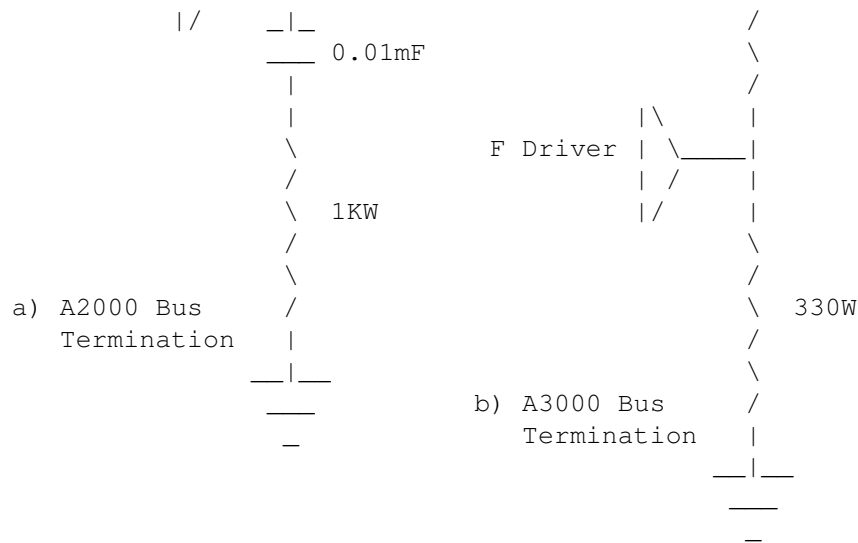 0.01mF
F Driver
1KW
a) A2000 Bus 330W
Termination
b) A3000 Bus
Termination